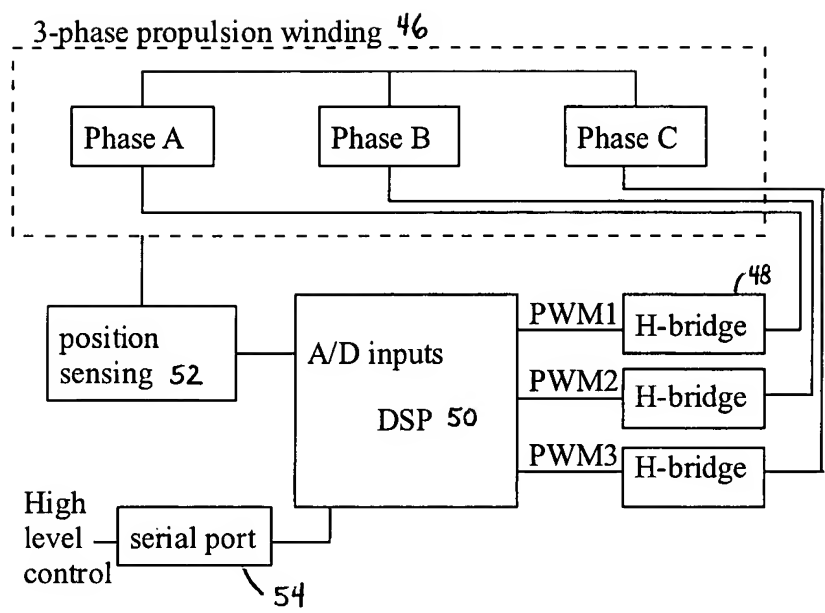 3-phase propulsion winding 46
Phase A
Phase B
Phase C
48
position
sensing 52
A/D inputs
DSP 50
PWM1
H-bridge
PWM2
H-bridge
PWM3
H-bridge
High
level
control
serial port
54